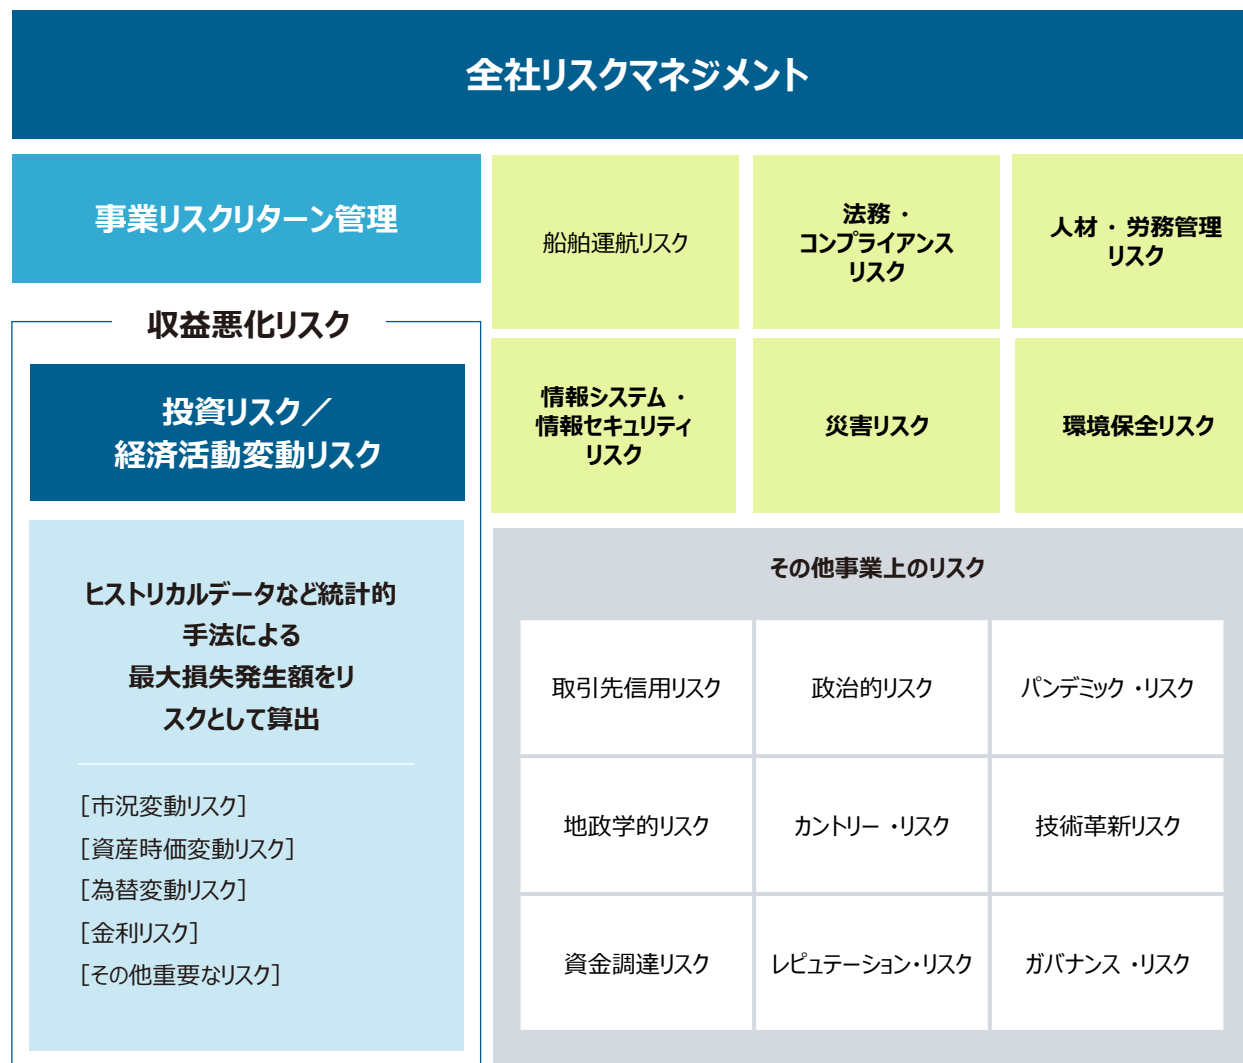 全社リスクマネジメント
事業リスクリターン管理
収益悪化リスク
投資リスク／
経済活動変動リスク
ヒストリカルデータなど統計的
手法による
最大損失発生額をリ
スクとして算出
[市況変動リスク]
[資産時価変動リスク]
[為替変動リスク]
[金利リスク]
[その他重要なリスク]
船舶運航リスク
法務・
コンプライアンス
リスク
人材・労務管理
リスク
情報システム・
情報セキュリティ
リスク
災害リスク
環境保全リスク
その他事業上のリスク
取引先信用リスク
政治的リスク
パンデミック・リスク
地政学的リスク
カントリー・リスク
技術革新リスク
資金調達リスク
レピュテーション・リスク
ガバナンス・リスク